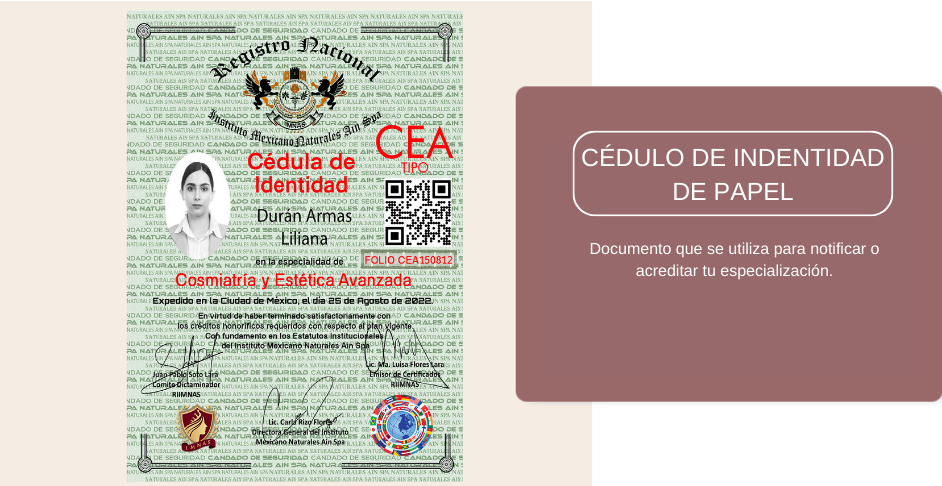 Registro Nacional
IMNAS
Instituto Mexicano Naturales Ain Spa
CEA
TIPO
Cédula de
Identidad
Durán Armas
Liliana
en la especialidad de
FOLIO CEA150812
Cosmiatría y Estética Avanzada
Expedido en la Ciudad de México, el día 25 de Agosto de 2022.
En virtud de haber terminado satisfactoriamente con
los créditos honoríficos requeridos con respecto al plan vigente
Con fundamento en los Estatutos Institucionales
del Instituto Mexicano Naturales Ain Spa
Juan Pablo Soto Lara
Comité Dictaminador
RIIMNAS
Lic. Ma. Luisa Flores Lara
Emisor de Certificados
RIIMNAS
Lic. Carla Rizo Flores
Directora General del Instituto
Mexicano Naturales Ain Spa
CÉDULO DE INDENTIDAD
DE PAPEL
Documento que se utiliza para notificar o
acreditar tu especialización.